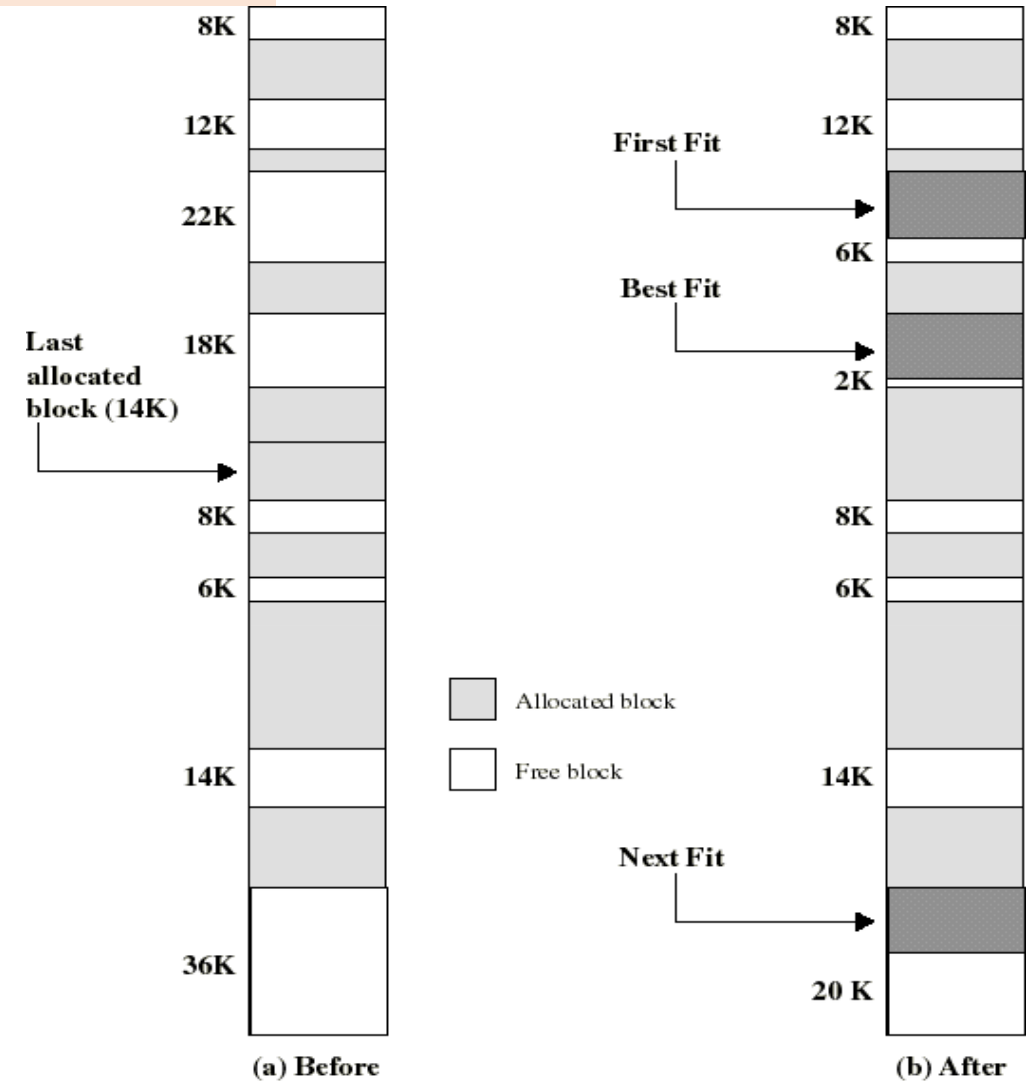 8K
12K
22K
18K
Last
allocated
block (14K)
8K
6K
14K
36K
(a) Before
Allocated block
Free block
8K
12K
First Fit
6K
Best Fit
2K
8K
6K
14K
Next Fit
20 K
(b) After